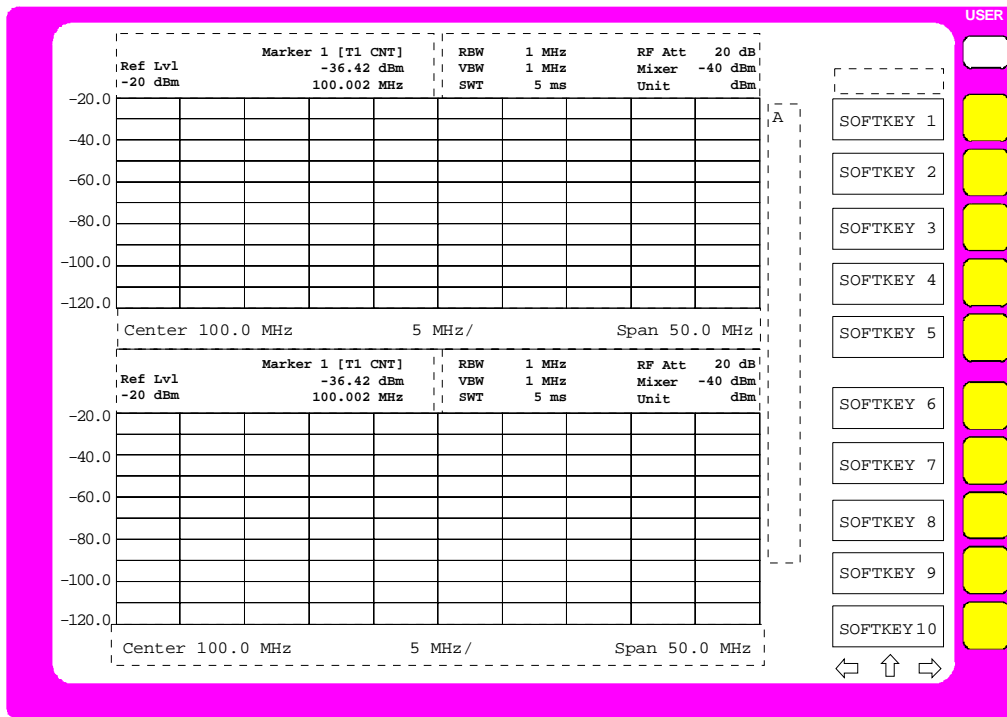 USER
Marker 1 [T1 CNT] RBW 1 MHz RF Att 20 dB
Ref Lvl -36.42 dBm VBW 1 MHz Mixer -40 dBm
-20 dBm 100.002 MHz SWT 5 ms Unit dBm
-20.0
-40.0
-60.0
-80.0
-100.0
-120.0
A
Center 100.0 MHz 5 MHz/ Span 50.0 MHz
Marker 1 [T1 CNT] RBW 1 MHz RF Att 20 dB
Ref Lvl -36.42 dBm VBW 1 MHz Mixer -40 dBm
-20 dBm 100.002 MHz SWT 5 ms Unit dBm
-20.0
-40.0
-60.0
-80.0
-100.0
-120.0
Center 100.0 MHz 5 MHz/ Span 50.0 MHz
SOFTKEY 1
SOFTKEY 2
SOFTKEY 3
SOFTKEY 4
SOFTKEY 5
SOFTKEY 6
SOFTKEY 7
SOFTKEY 8
SOFTKEY 9
SOFTKEY 10